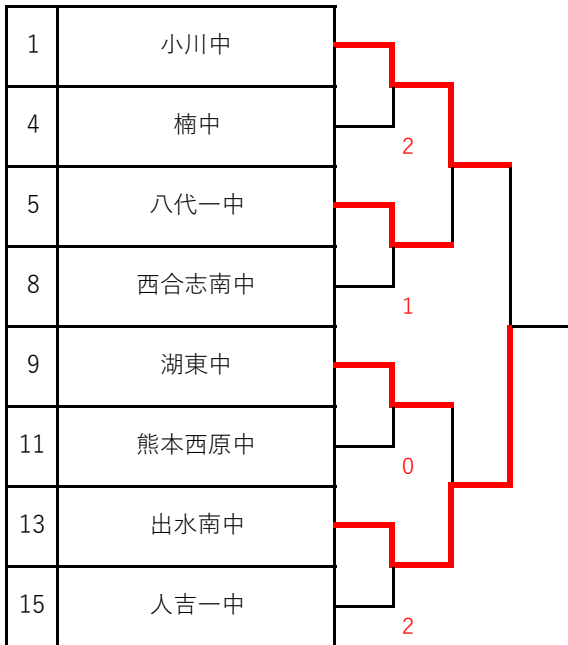 1 小川中
4 楠中
2
5 八代一中
8 西合志南中
1
9 湖東中
11 熊本西原中
0
13 出水南中
15 人吉一中
2